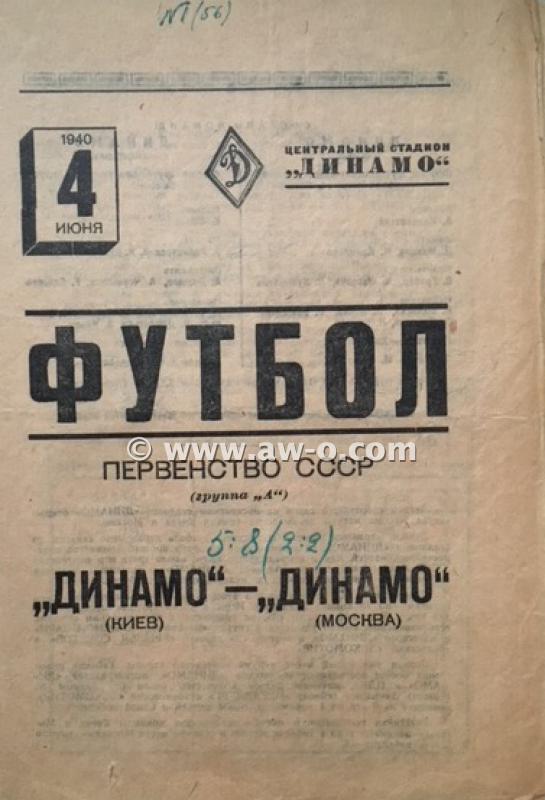 №1 (56)
1940
4
ИЮНЯ
Д
ЦЕНТРАЛЬНЫЙ СТАДИОН
„ДИНАМО“
ФУТБОЛ
© www.aw-o.com
ПЕРВЕНСТВО СССР
(группа „А“)
5:8 (2:2)
„ДИНАМО“ — „ДИНАМО“
(КИЕВ) (МОСКВА)